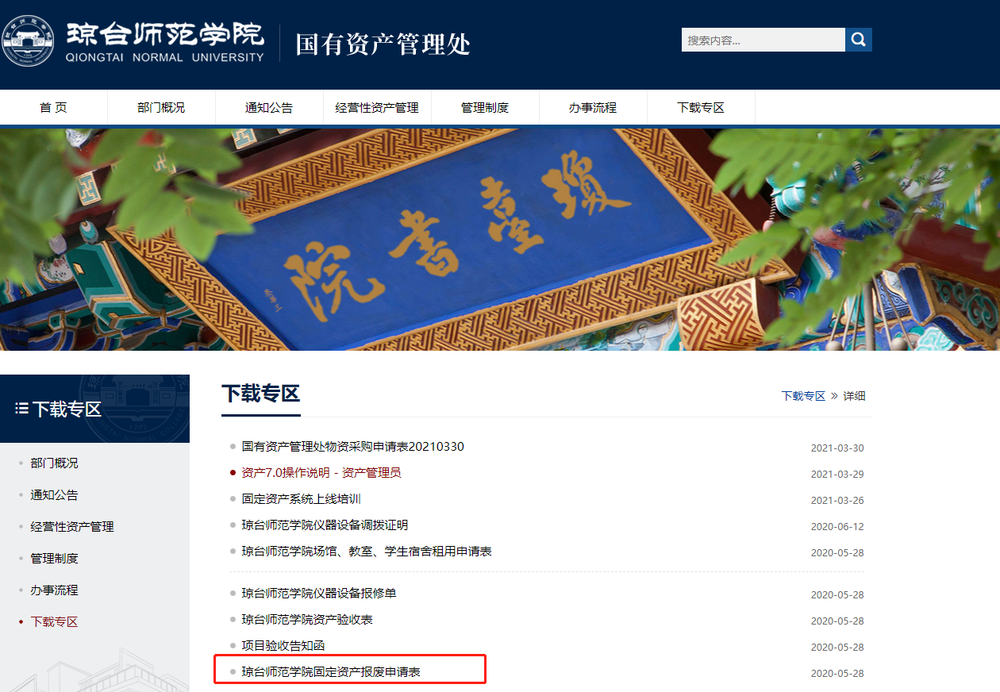 琼台师范学院
QIONGTAI NORMAL UNIVERSITY
国有资产管理处
搜索内容...
首 页
部门概况
通知公告
经营性资产管理
管理制度
办事流程
下载专区
院書臺瓊
下载专区
部门概况
通知公告
经营性资产管理
管理制度
办事流程
下载专区
下载专区
下载专区 » 详细
国有资产管理处物资采购申请表20210330 2021-03-30
资产7.0操作说明 - 资产管理员 2021-03-29
固定资产系统上线培训 2021-03-26
琼台师范学院仪器设备调拨证明 2020-06-12
琼台师范学院场馆、教室、学生宿舍租用申请表 2020-05-28
琼台师范学院仪器设备报修单 2020-05-28
琼台师范学院资产验收表 2020-05-28
项目验收告知函 2020-05-28
琼台师范学院固定资产报废申请表 2020-05-28